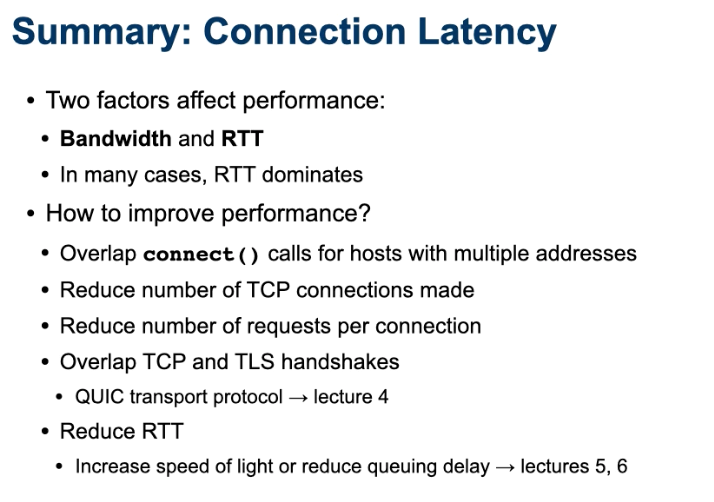 Summary: Connection Latency
• Two factors affect performance:
• Bandwidth and RTT
• In many cases, RTT dominates
• How to improve performance?
• Overlap connect() calls for hosts with multiple addresses
• Reduce number of TCP connections made
• Reduce number of requests per connection
• Overlap TCP and TLS handshakes
• QUIC transport protocol → lecture 4
• Reduce RTT
• Increase speed of light or reduce queuing delay → lectures 5, 6